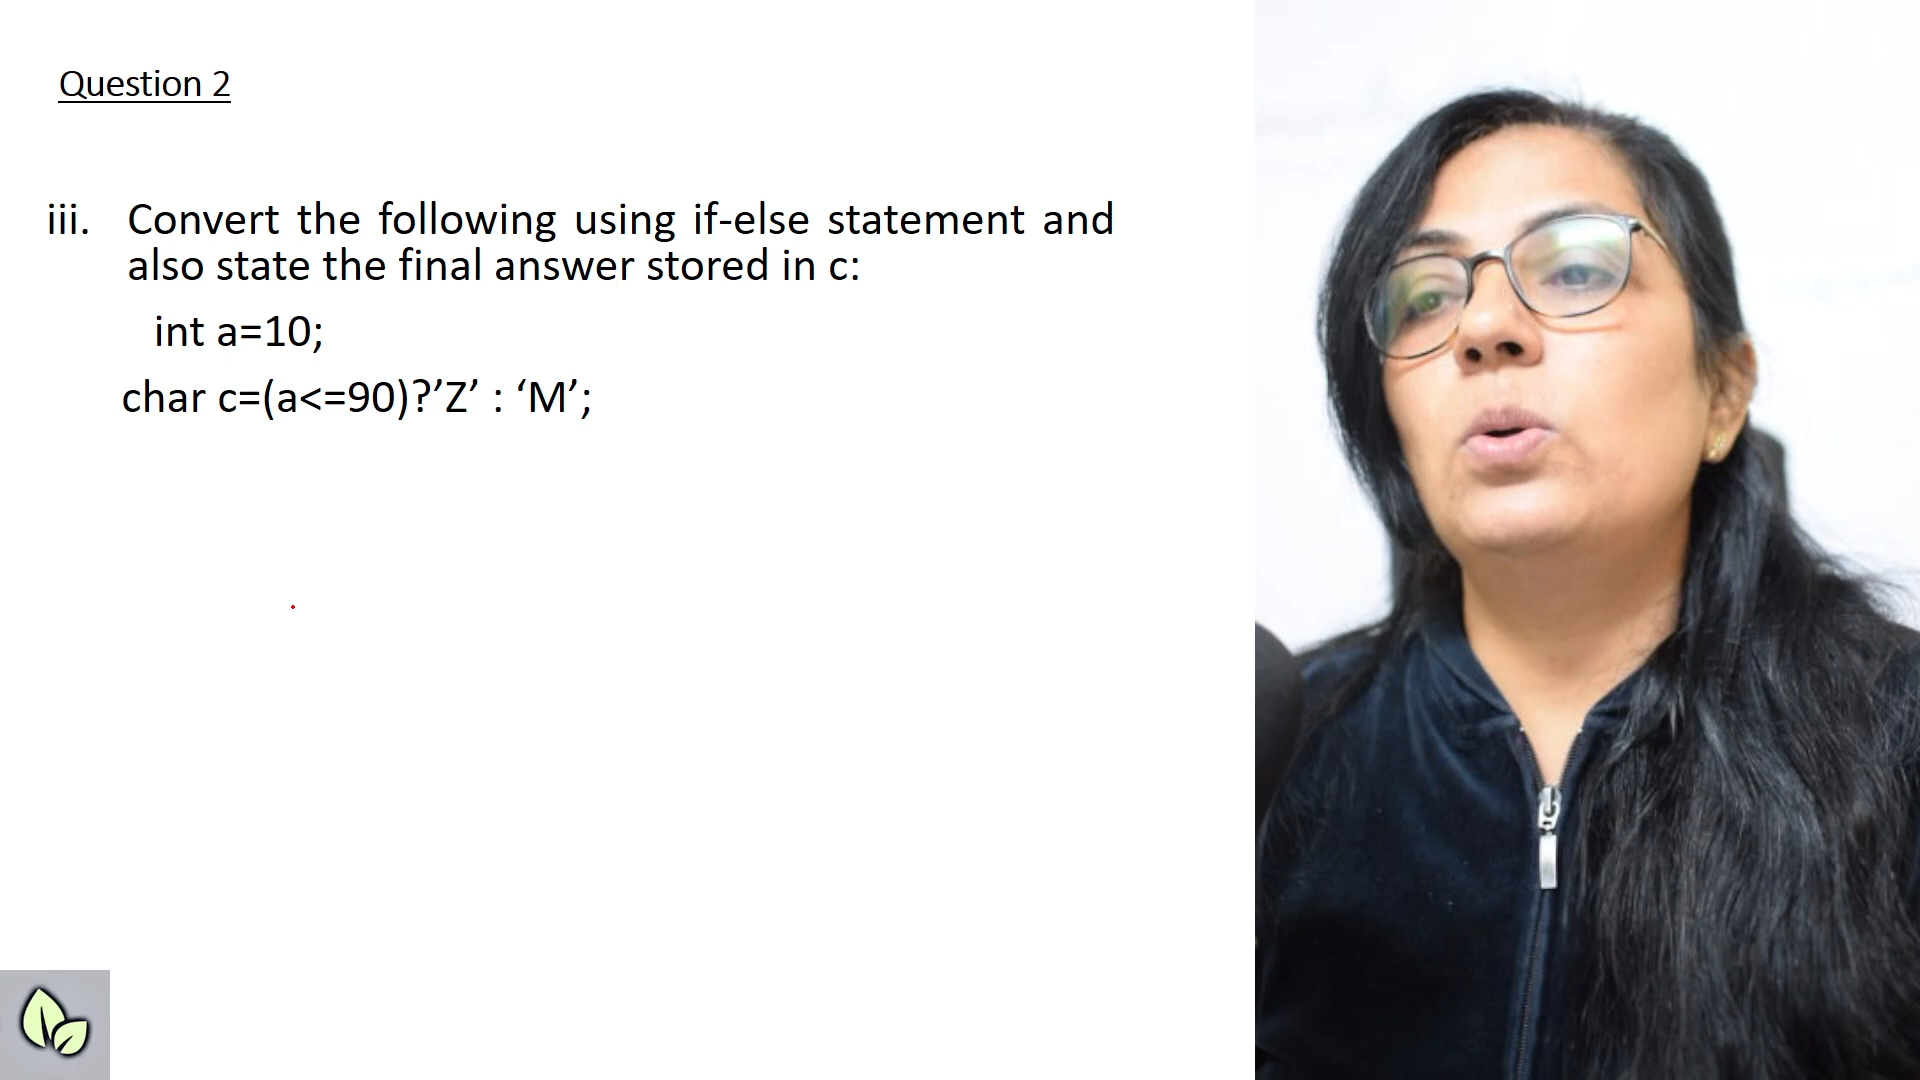 Question 2
iii. Convert the following using if-else statement and
also state the final answer stored in c:
int a=10;
char c=(a<=90)?’Z’ : ‘M’;